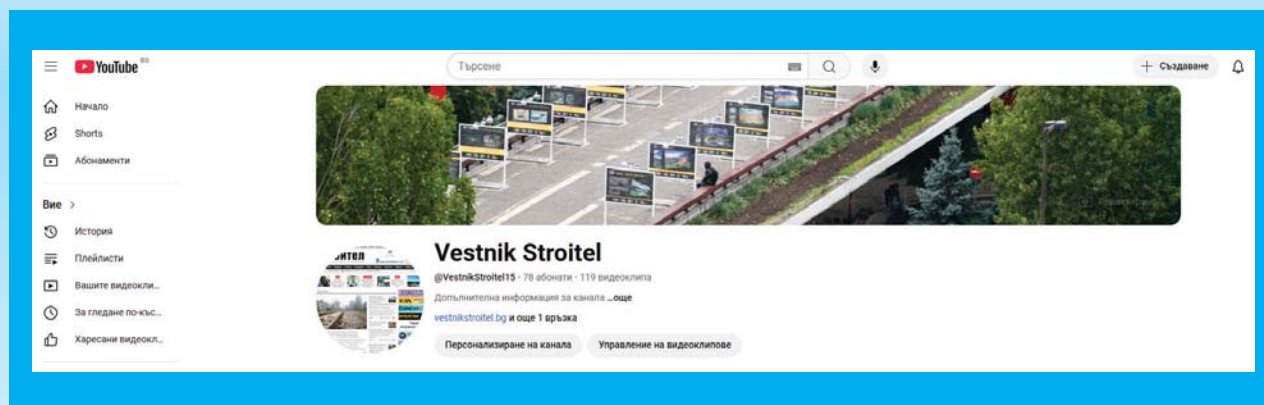 YouTube BG
Търсене
Създаване
Начало
Shorts
Абонаменти
Вие
История
Плейлисти
Вашите видеокли...
За гледане по-къс...
Харесани видеокл...
Vestnik Stroitel
@VestnikStroitel15 · 78 абонати · 119 видеоклипа
Допълнителна информация за канала ...още
vestnikstroitel.bg и още 1 връзка
Персонализиране на канала
Управление на видеоклипове